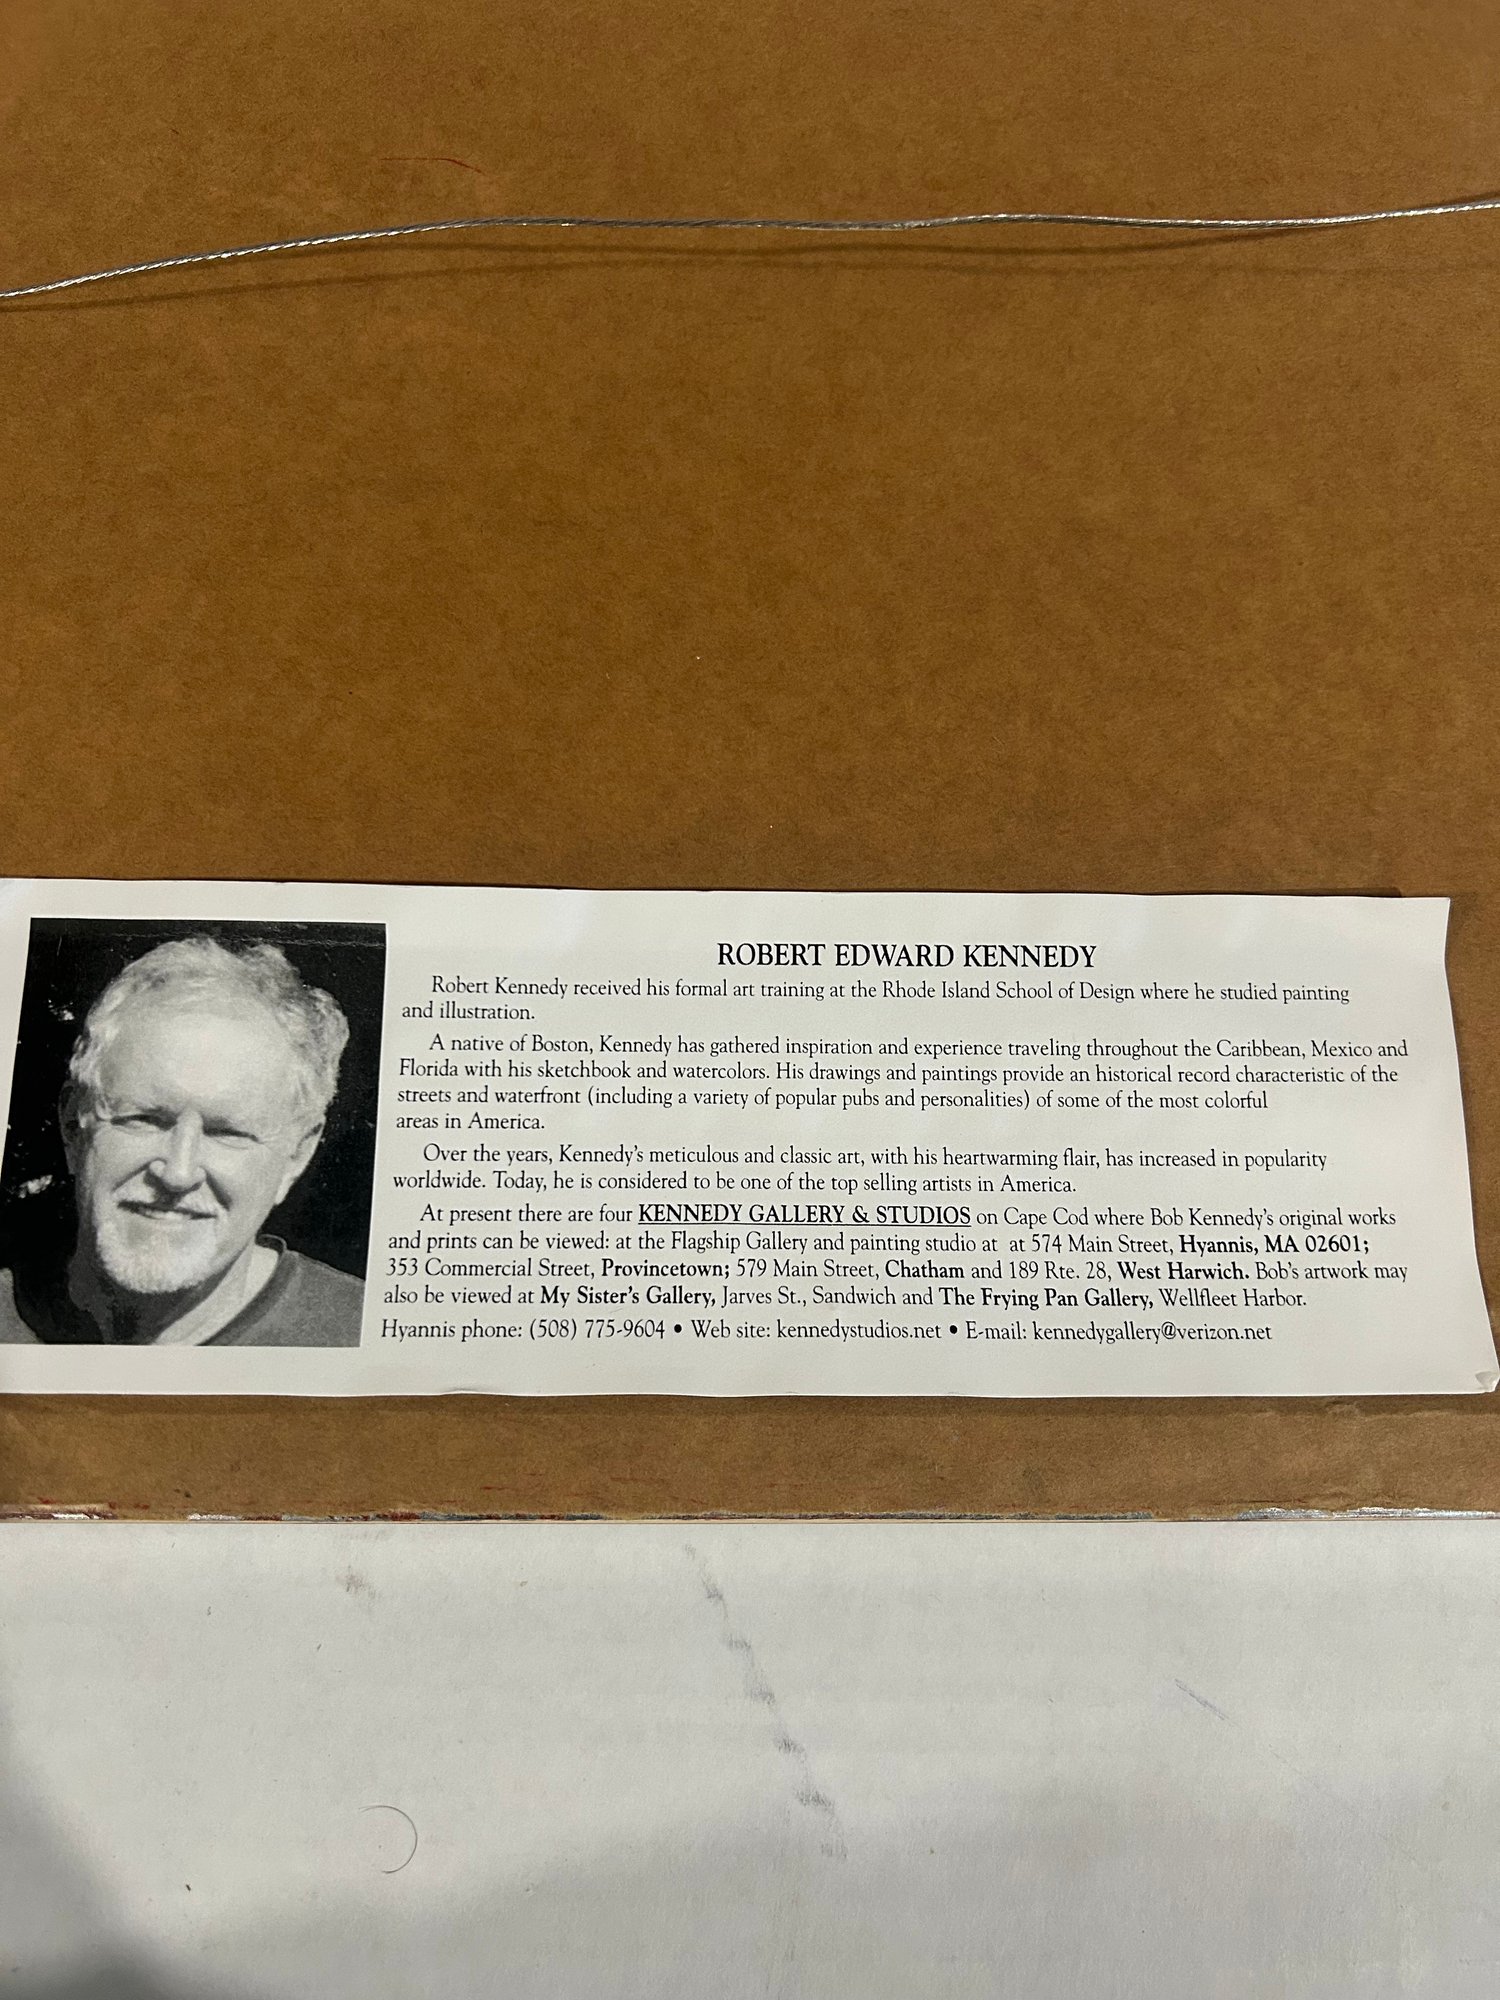 ROBERT EDWARD KENNEDY
Robert Kennedy received his formal art training at the Rhode Island School of Design where he studied painting
and illustration.
A native of Boston, Kennedy has gathered inspiration and experience traveling throughout the Caribbean, Mexico and
Florida with his sketchbook and watercolors. His drawings and paintings provide an historical record characteristic of the
streets and waterfront (including a variety of popular pubs and personalities) of some of the most colorful
areas in America.
Over the years, Kennedy's meticulous and classic art, with his heartwarming flair, has increased in popularity
worldwide. Today, he is considered to be one of the top selling artists in America.
At present there are four KENNEDY GALLERY & STUDIOS on Cape Cod where Bob Kennedy's original works
and prints can be viewed: at the Flagship Gallery and painting studio at at 574 Main Street, Hyannis, MA 02601;
353 Commercial Street, Provincetown; 579 Main Street, Chatham and 189 Rte. 28, West Harwich. Bob's artwork may
also be viewed at My Sister's Gallery, Jarves St., Sandwich and The Frying Pan Gallery, Wellfleet Harbor.
Hyannis phone: (508) 775-9604 • Web site: kennedystudios.net • E-mail: kennedygallery@verizon.net